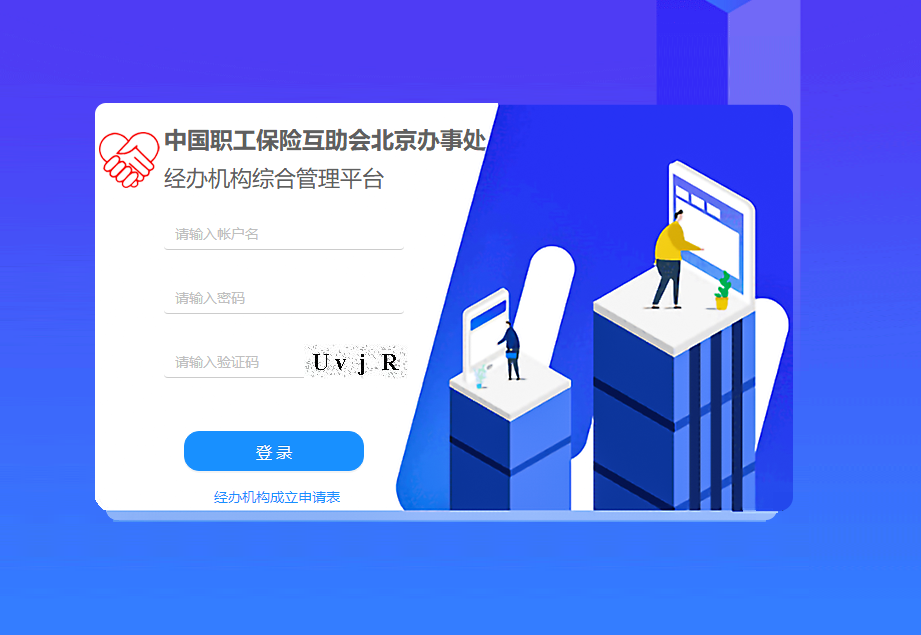 中国职工保险互助会北京办事处
经办机构综合管理平台
请输入帐户名
请输入密码
请输入验证码
UvjR
登录
经办机构成立申请表